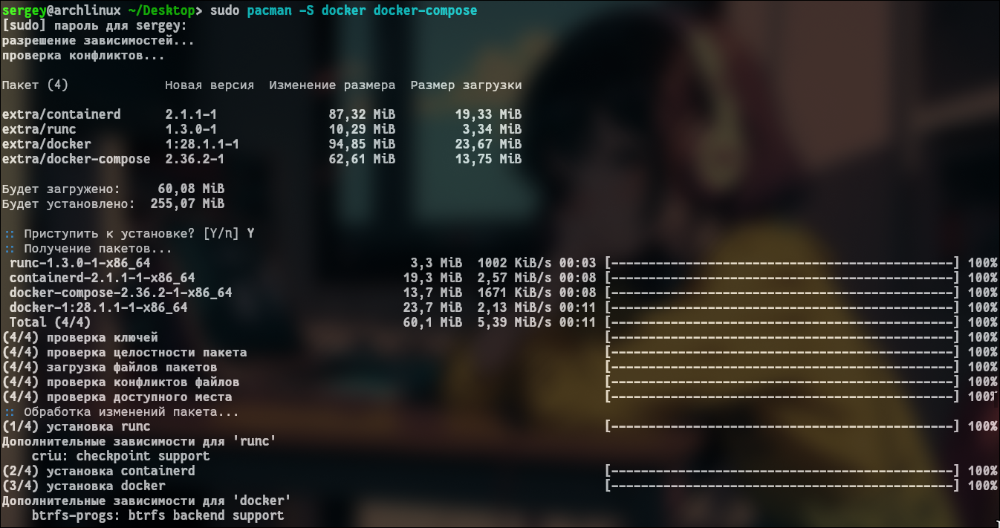 sergey@archlinux ~/Desktop> sudo pacman -S docker docker-compose
[sudo] пароль для sergey:
разрешение зависимостей...
проверка конфликтов...
Пакет (4) Новая версия Изменение размера Размер загрузки
extra/containerd 2.1.1-1 87,32 MiB 19,33 MiB
extra/runc 1.3.0-1 10,29 MiB 3,34 MiB
extra/docker 1:28.1.1-1 94,85 MiB 23,67 MiB
extra/docker-compose 2.36.2-1 62,61 MiB 13,75 MiB
Будет загружено: 60,08 MiB
Будет установлено: 255,07 MiB
:: Приступить к установке? [Y/n] Y
:: Получение пакетов...
runc-1.3.0-1-x86_64 3,3 MiB 1002 KiB/s 00:03 [----------------------------------------------] 100%
containerd-2.1.1-1-x86_64 19,3 MiB 2,57 MiB/s 00:08 [----------------------------------------------] 100%
docker-compose-2.36.2-1-x86_64 13,7 MiB 1671 KiB/s 00:08 [----------------------------------------------] 100%
docker-1:28.1.1-1-x86_64 23,7 MiB 2,13 MiB/s 00:11 [----------------------------------------------] 100%
Total (4/4) 60,1 MiB 5,39 MiB/s 00:11 [----------------------------------------------] 100%
(4/4) проверка ключей [----------------------------------------------] 100%
(4/4) проверка целостности пакета [----------------------------------------------] 100%
(4/4) загрузка файлов пакетов [----------------------------------------------] 100%
(4/4) проверка конфликтов файлов [----------------------------------------------] 100%
(4/4) проверка доступного места [----------------------------------------------] 100%
:: Обработка изменений пакета...
(1/4) установка runc [----------------------------------------------] 100%
Дополнительные зависимости для 'runc'
criu: checkpoint support
(2/4) установка containerd [----------------------------------------------] 100%
(3/4) установка docker [----------------------------------------------] 100%
Дополнительные зависимости для 'docker'
btrfs-progs: btrfs backend support